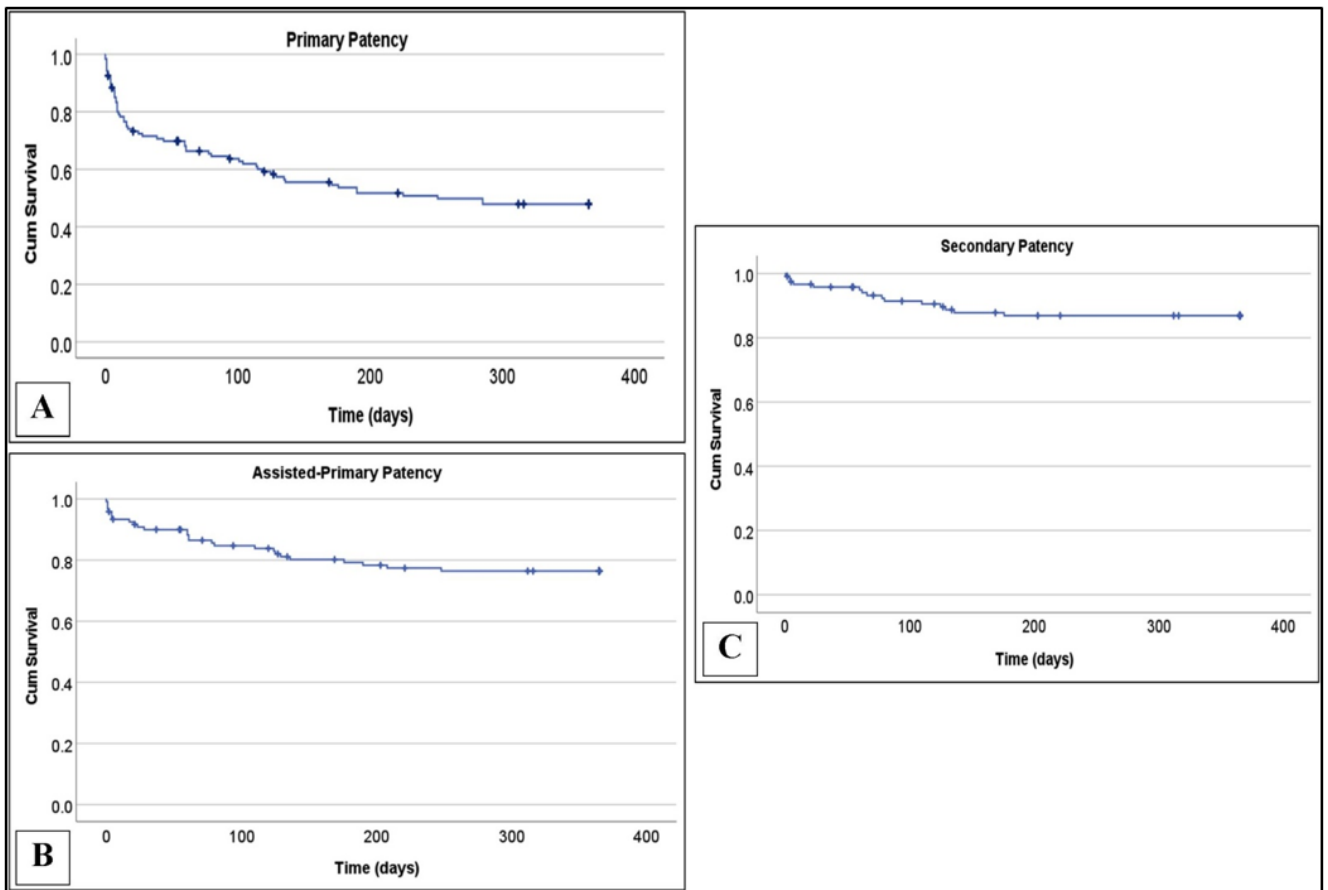 Primary Patency
1.0
0.8
0.6
0.4
0.2
0.0
Cum Survival
0 100 200 300 400
Time (days)
A
Assisted-Primary Patency
1.0
0.8
0.6
0.4
0.2
0.0
Cum Survival
0 100 200 300 400
Time (days)
B
Secondary Patency
1.0
0.8
0.6
0.4
0.2
0.0
Cum Survival
0 100 200 300 400
Time (days)
C